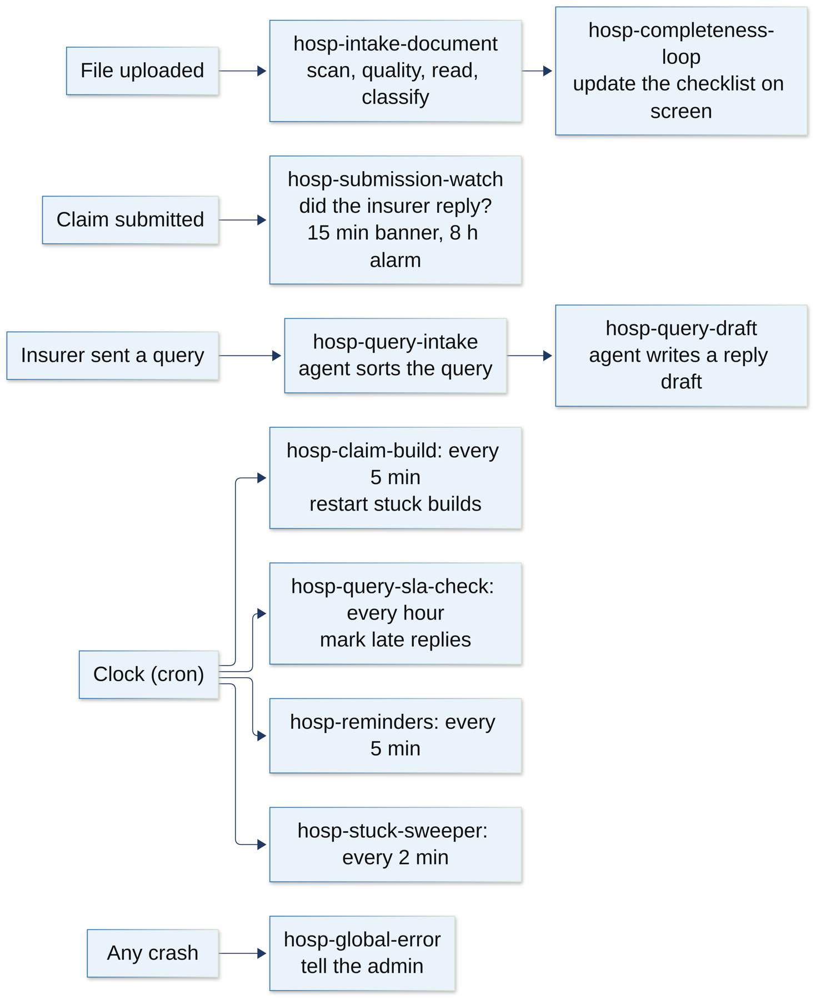 File uploaded
hosp-intake-document
scan, quality, read,
classify
hosp-completeness-
loop
update the checklist on
screen
Claim submitted
hosp-submission-watch
did the insurer reply?
15 min banner, 8 h
alarm
Insurer sent a query
hosp-query-intake
agent sorts the query
hosp-query-draft
agent writes a reply
draft
Clock (cron)
hosp-claim-build: every
5 min
restart stuck builds
hosp-query-sla-check:
every hour
mark late replies
hosp-reminders: every
5 min
hosp-stuck-sweeper:
every 2 min
Any crash
hosp-global-error
tell the admin